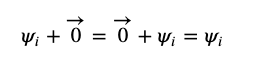 ψᵢ + 0⃗ = 0⃗ + ψᵢ = ψᵢ